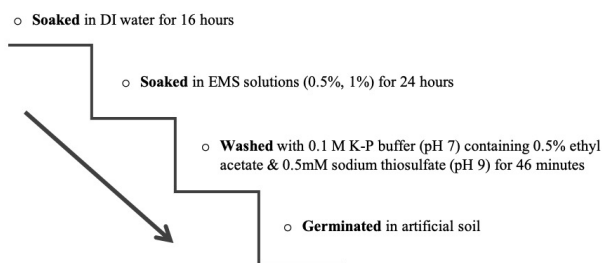 ○ Soaked in DI water for 16 hours
○ Soaked in EMS solutions (0.5%, 1%) for 24 hours
○ Washed with 0.1 M K-P buffer (pH 7) containing 0.5% ethyl
acetate & 0.5mM sodium thiosulfate (pH 9) for 46 minutes
○ Germinated in artificial soil